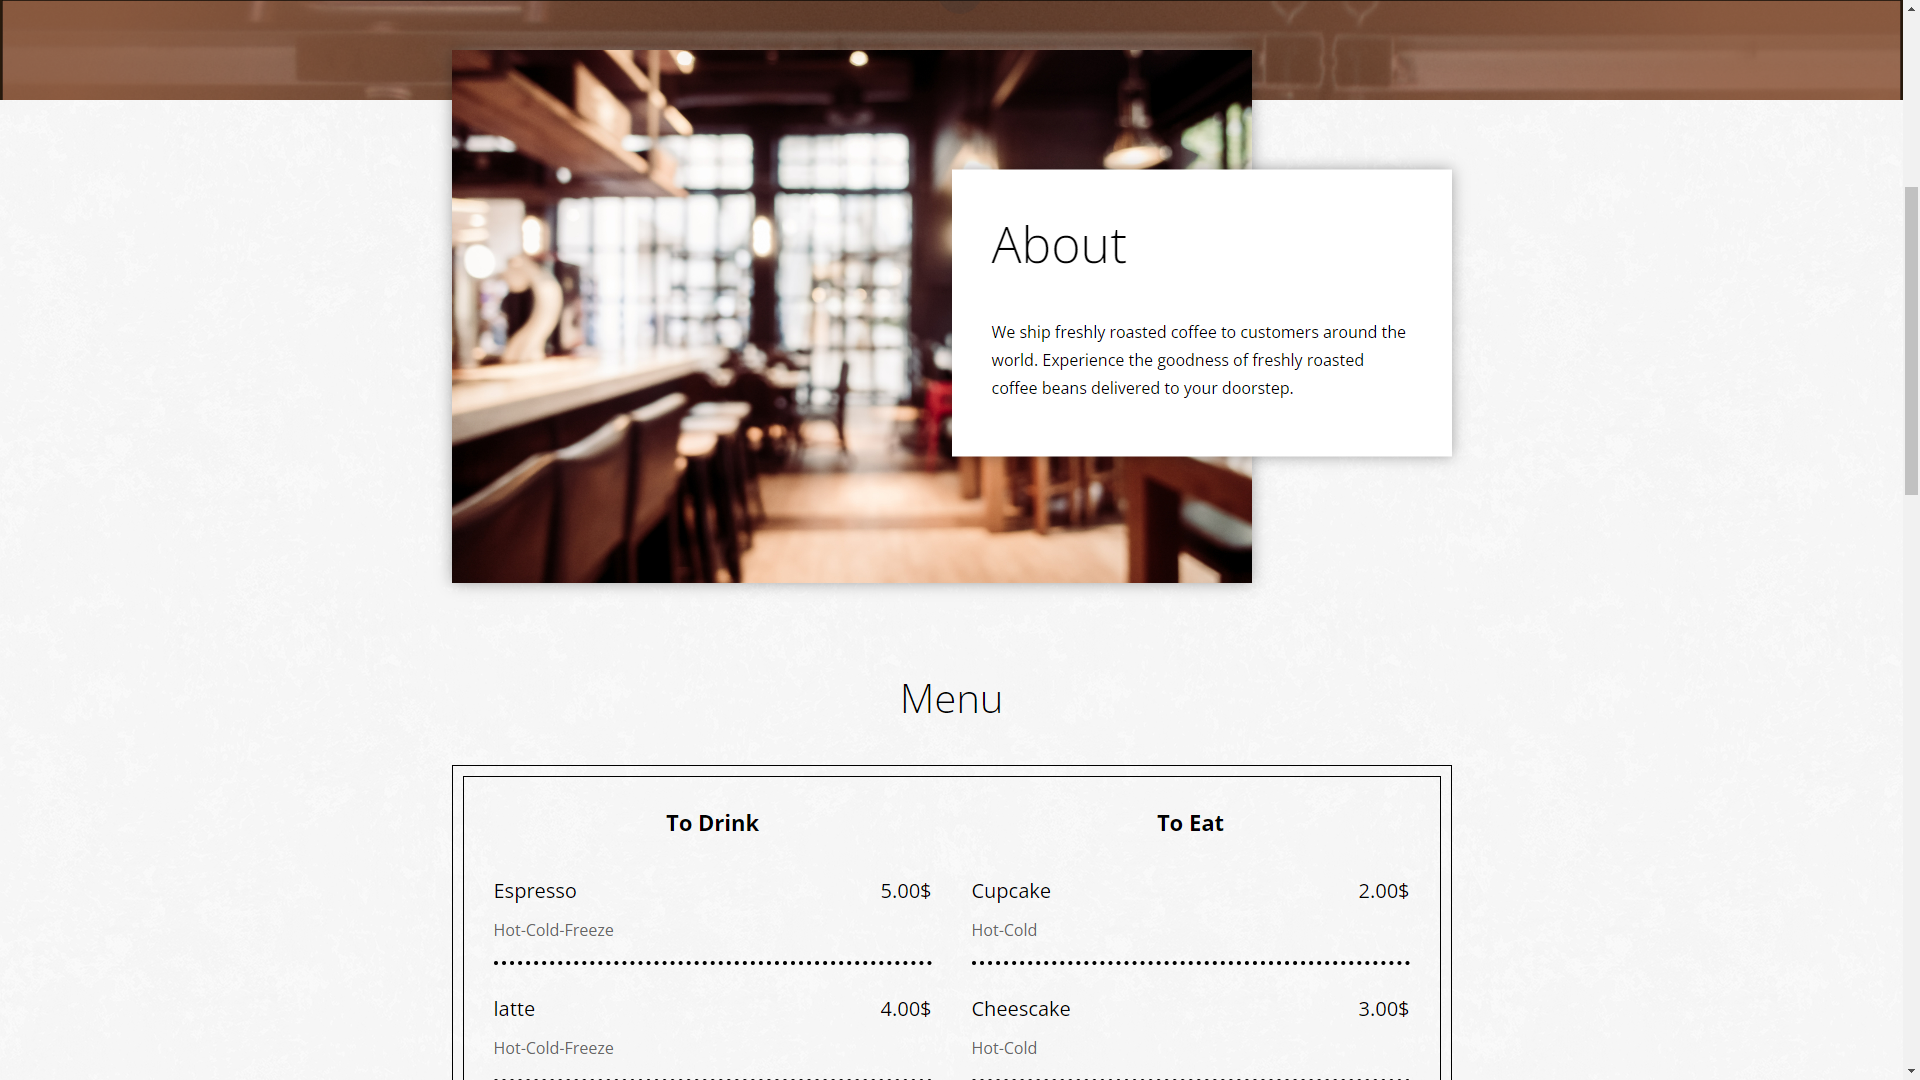 About
We ship freshly roasted coffee to customers around the
world. Experience the goodness of freshly roasted
coffee beans delivered to your doorstep.
Menu
To Drink
Espresso 5.00$
Hot-Cold-Freeze
latte 4.00$
Hot-Cold-Freeze
To Eat
Cupcake 2.00$
Hot-Cold
Cheescake 3.00$
Hot-Cold